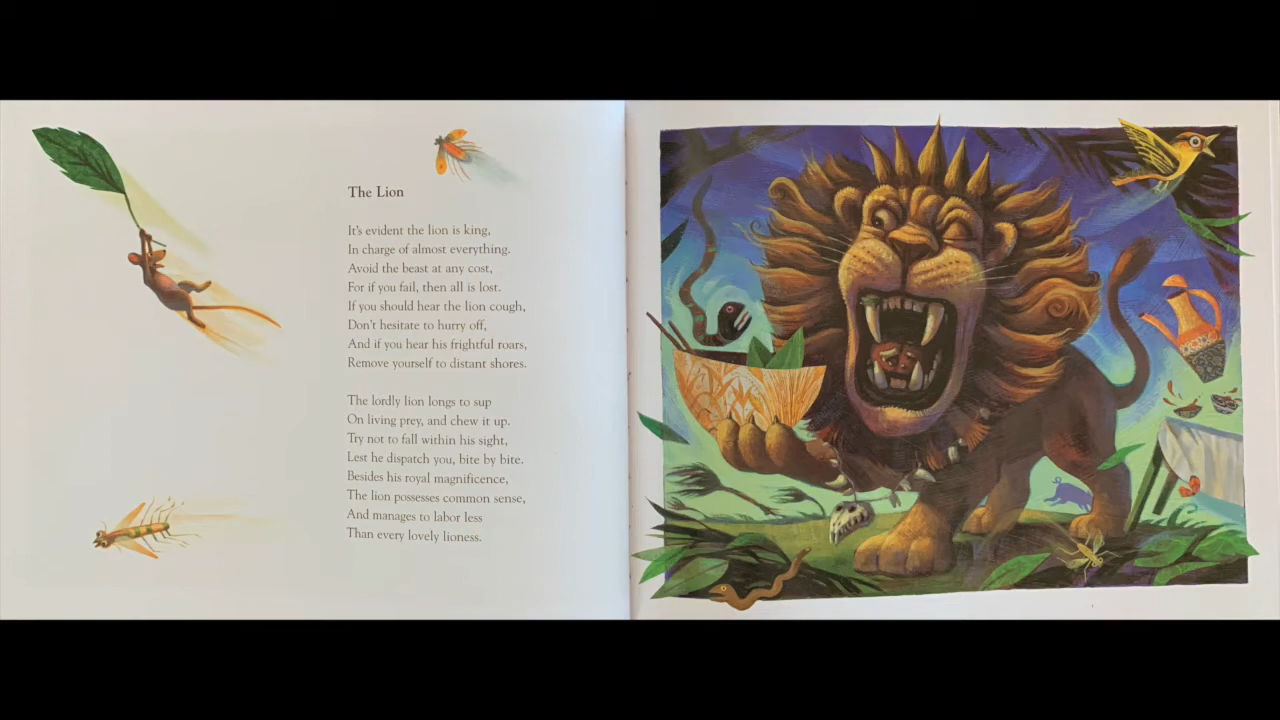 The Lion
It's evident the lion is king,
In charge of almost everything.
Avoid the beast at any cost,
For if you fail, then all is lost.
If you should hear the lion cough,
Don't hesitate to hurry off,
And if you hear his frightful roars,
Remove yourself to distant shores.
The lordly lion longs to sup
On living prey, and chew it up.
Try not to fall within his sight,
Lest he dispatch you, bite by bite.
Besides his royal magnificence,
The lion possesses common sense,
And manages to labor less
Than every lovely lioness.